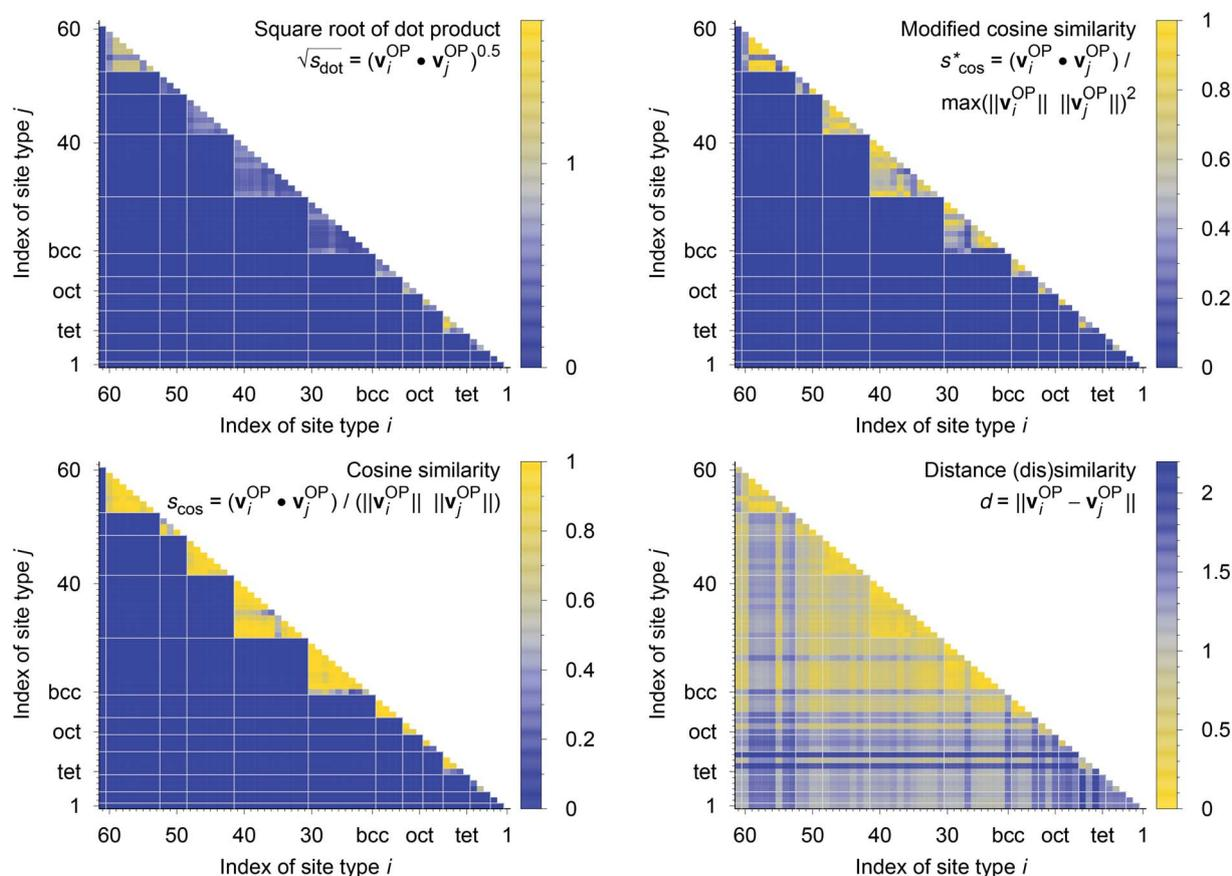 Square root of dot product
√s_dot = (v_i^OP • v_j^OP)^0.5
60
40
bcc
oct
tet
1
Index of site type j
60 50 40 30 bcc oct tet 1
Index of site type i
1
0
Modified cosine similarity
s*_cos = (v_i^OP • v_j^OP) /
max(||v_i^OP|| ||v_j^OP||)^2
60
40
bcc
oct
tet
1
Index of site type j
60 50 40 30 bcc oct tet 1
Index of site type i
1
0.8
0.6
0.4
0.2
0
Cosine similarity
s_cos = (v_i^OP • v_j^OP) / (||v_i^OP|| ||v_j^OP||)
60
40
bcc
oct
tet
1
Index of site type j
60 50 40 30 bcc oct tet 1
Index of site type i
1
0.8
0.6
0.4
0.2
0
Distance (dis)similarity
d = ||v_i^OP – v_j^OP||
60
40
bcc
oct
tet
1
Index of site type j
60 50 40 30 bcc oct tet 1
Index of site type i
2
1.5
1
0.5
0